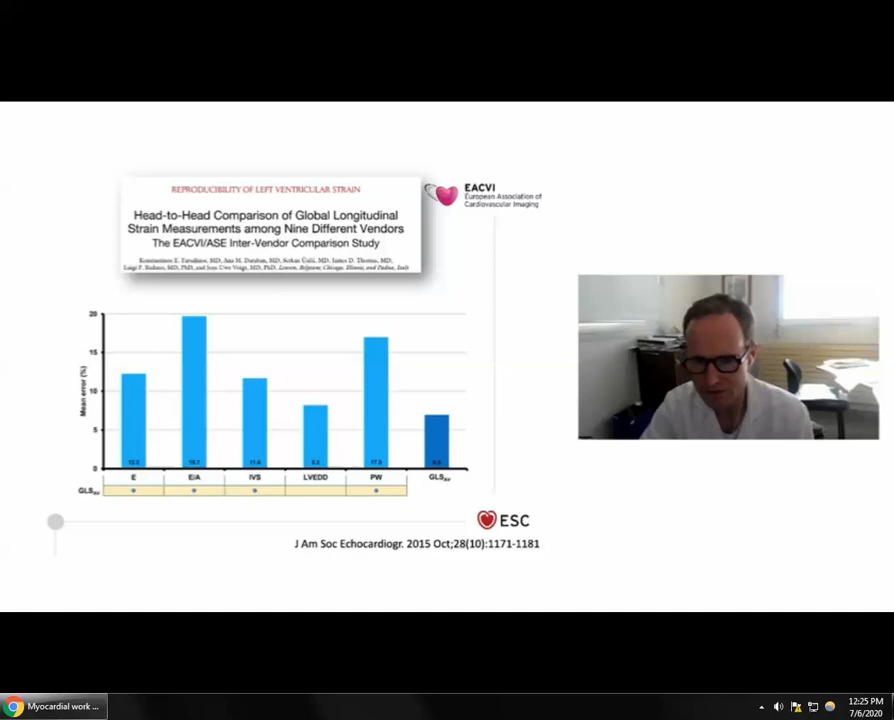 REPRODUCIBILITY OF LEFT VENTRICULAR STRAIN
Head-to-Head Comparison of Global Longitudinal
Strain Measurements among Nine Different Vendors
The EACVI/ASE Inter-Vendor Comparison Study
EACVI
European Association of
Cardiovascular Imaging
20
15
10
5
0
Mean error (%)
E
E/A
IVS
LVEDD
PW
GLS
ESC
J Am Soc Echocardiogr. 2015 Oct;28(10):1171-1181
Myocardial work ...
12:25 PM
7/6/2020